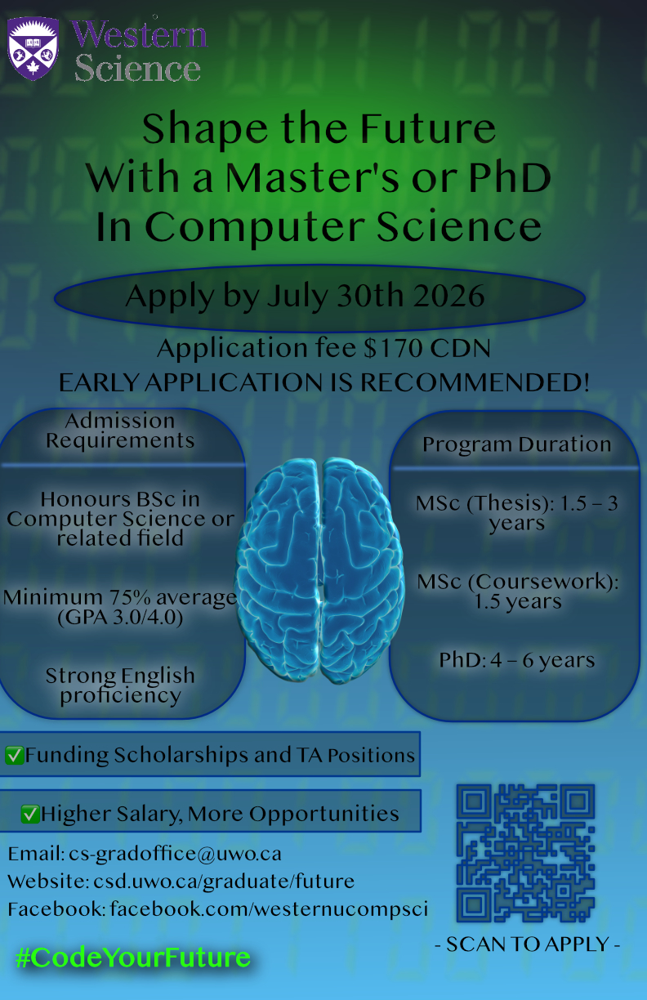 Western
Science
Shape the Future
With a Master's or PhD
In Computer Science
Apply by July 30th 2026
Application fee $170 CDN
EARLY APPLICATION IS RECOMMENDED!
Admission
Requirements
Honours BSc in
Computer Science or
related field
Minimum 75% average
(GPA 3.0/4.0)
Strong English
proficiency
Program Duration
MSc (Thesis): 1.5 – 3
years
MSc (Coursework):
1.5 years
PhD: 4 – 6 years
✅Funding Scholarships and TA Positions
✅Higher Salary, More Opportunities
Email: cs-gradoffice@uwo.ca
Website: csd.uwo.ca/graduate/future
Facebook: facebook.com/westernucompsci
#CodeYourFuture
- SCAN TO APPLY -